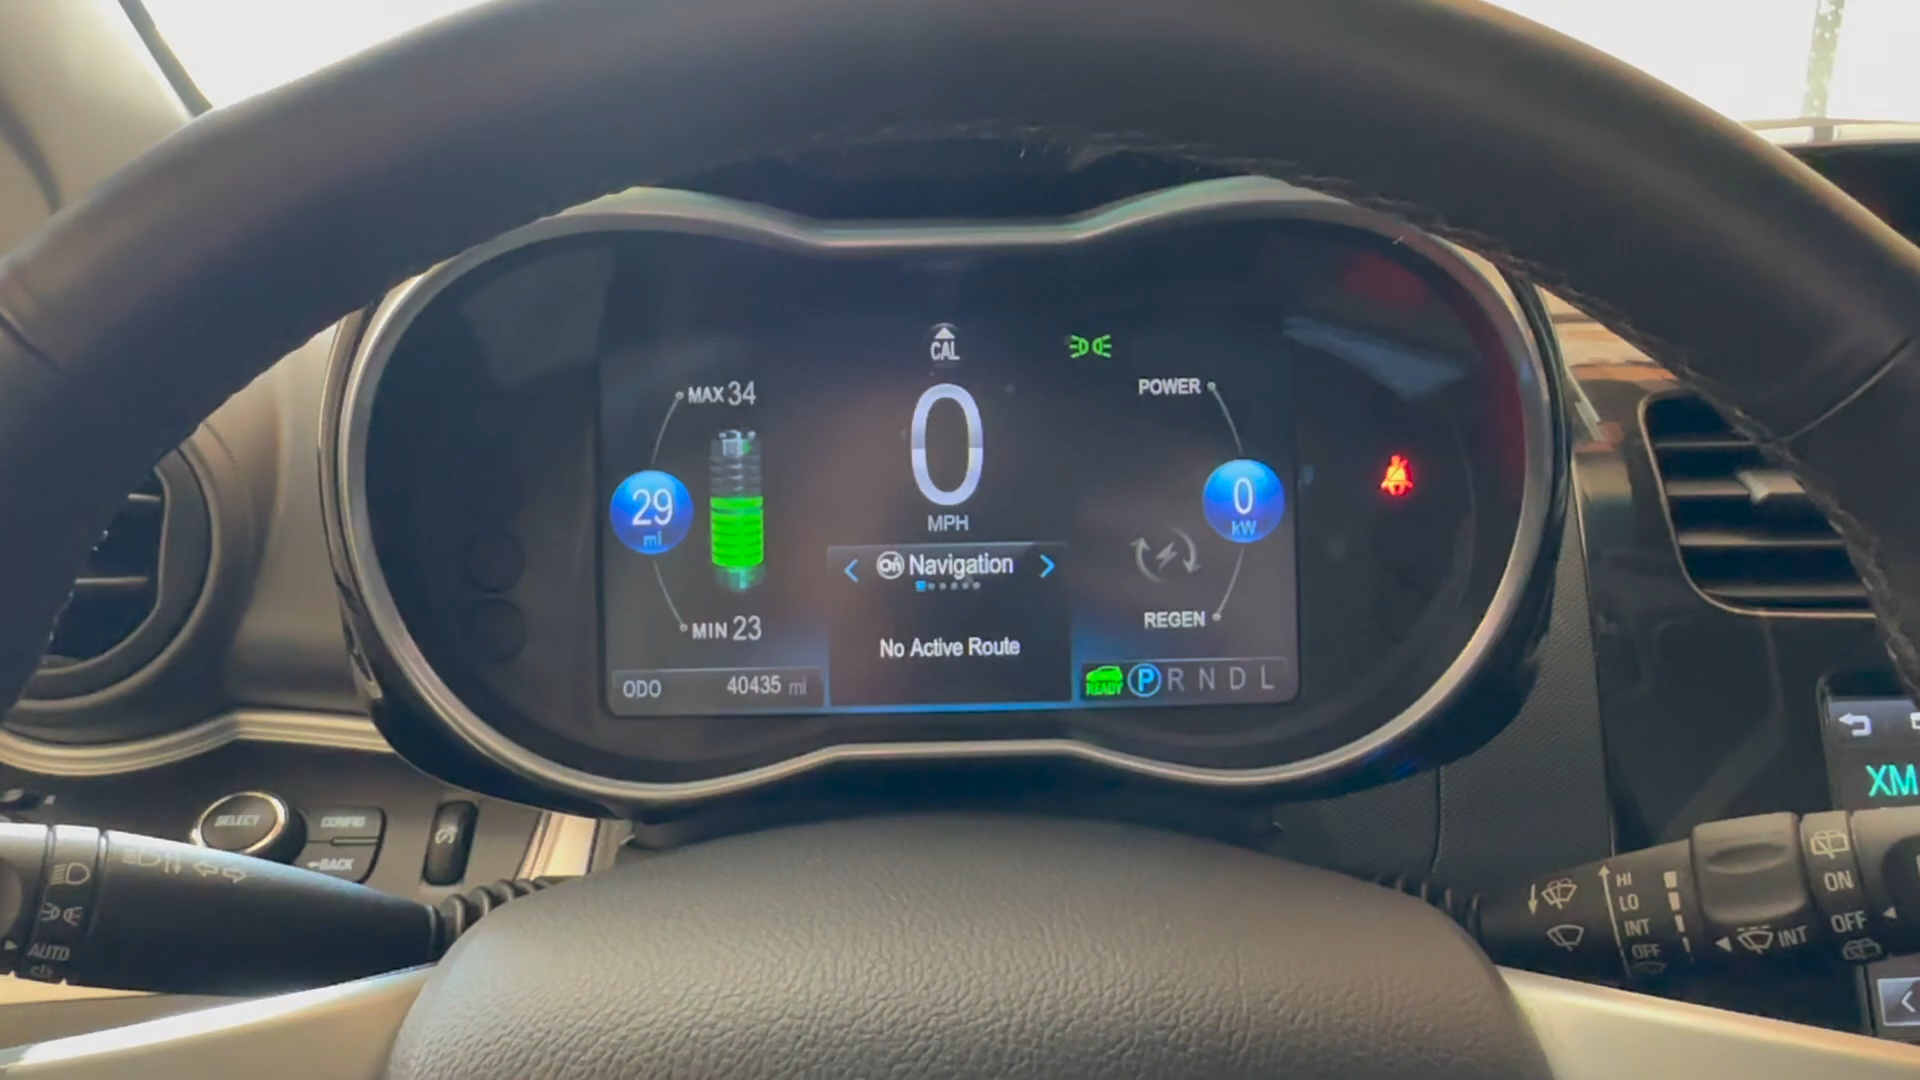 CAL
MAX 34
POWER
0
29
mi
0
kW
MPH
On Navigation
No Active Route
MIN 23
REGEN
ODO 40435 mi
READY P R N D L
XM
SELECT
CONFIG
BACK
AUTO
HI
LO
INT
OFF
INT
ON
OFF